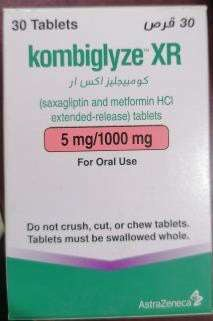 30 Tablets
30 قرص
kombiglyze™ XR
كومبيجليز اكس ار
(saxagliptin and metformin HCl
extended-release) tablets
5 mg/1000 mg
For Oral Use
Do not crush, cut, or chew tablets.
Tablets must be swallowed whole.
AstraZeneca